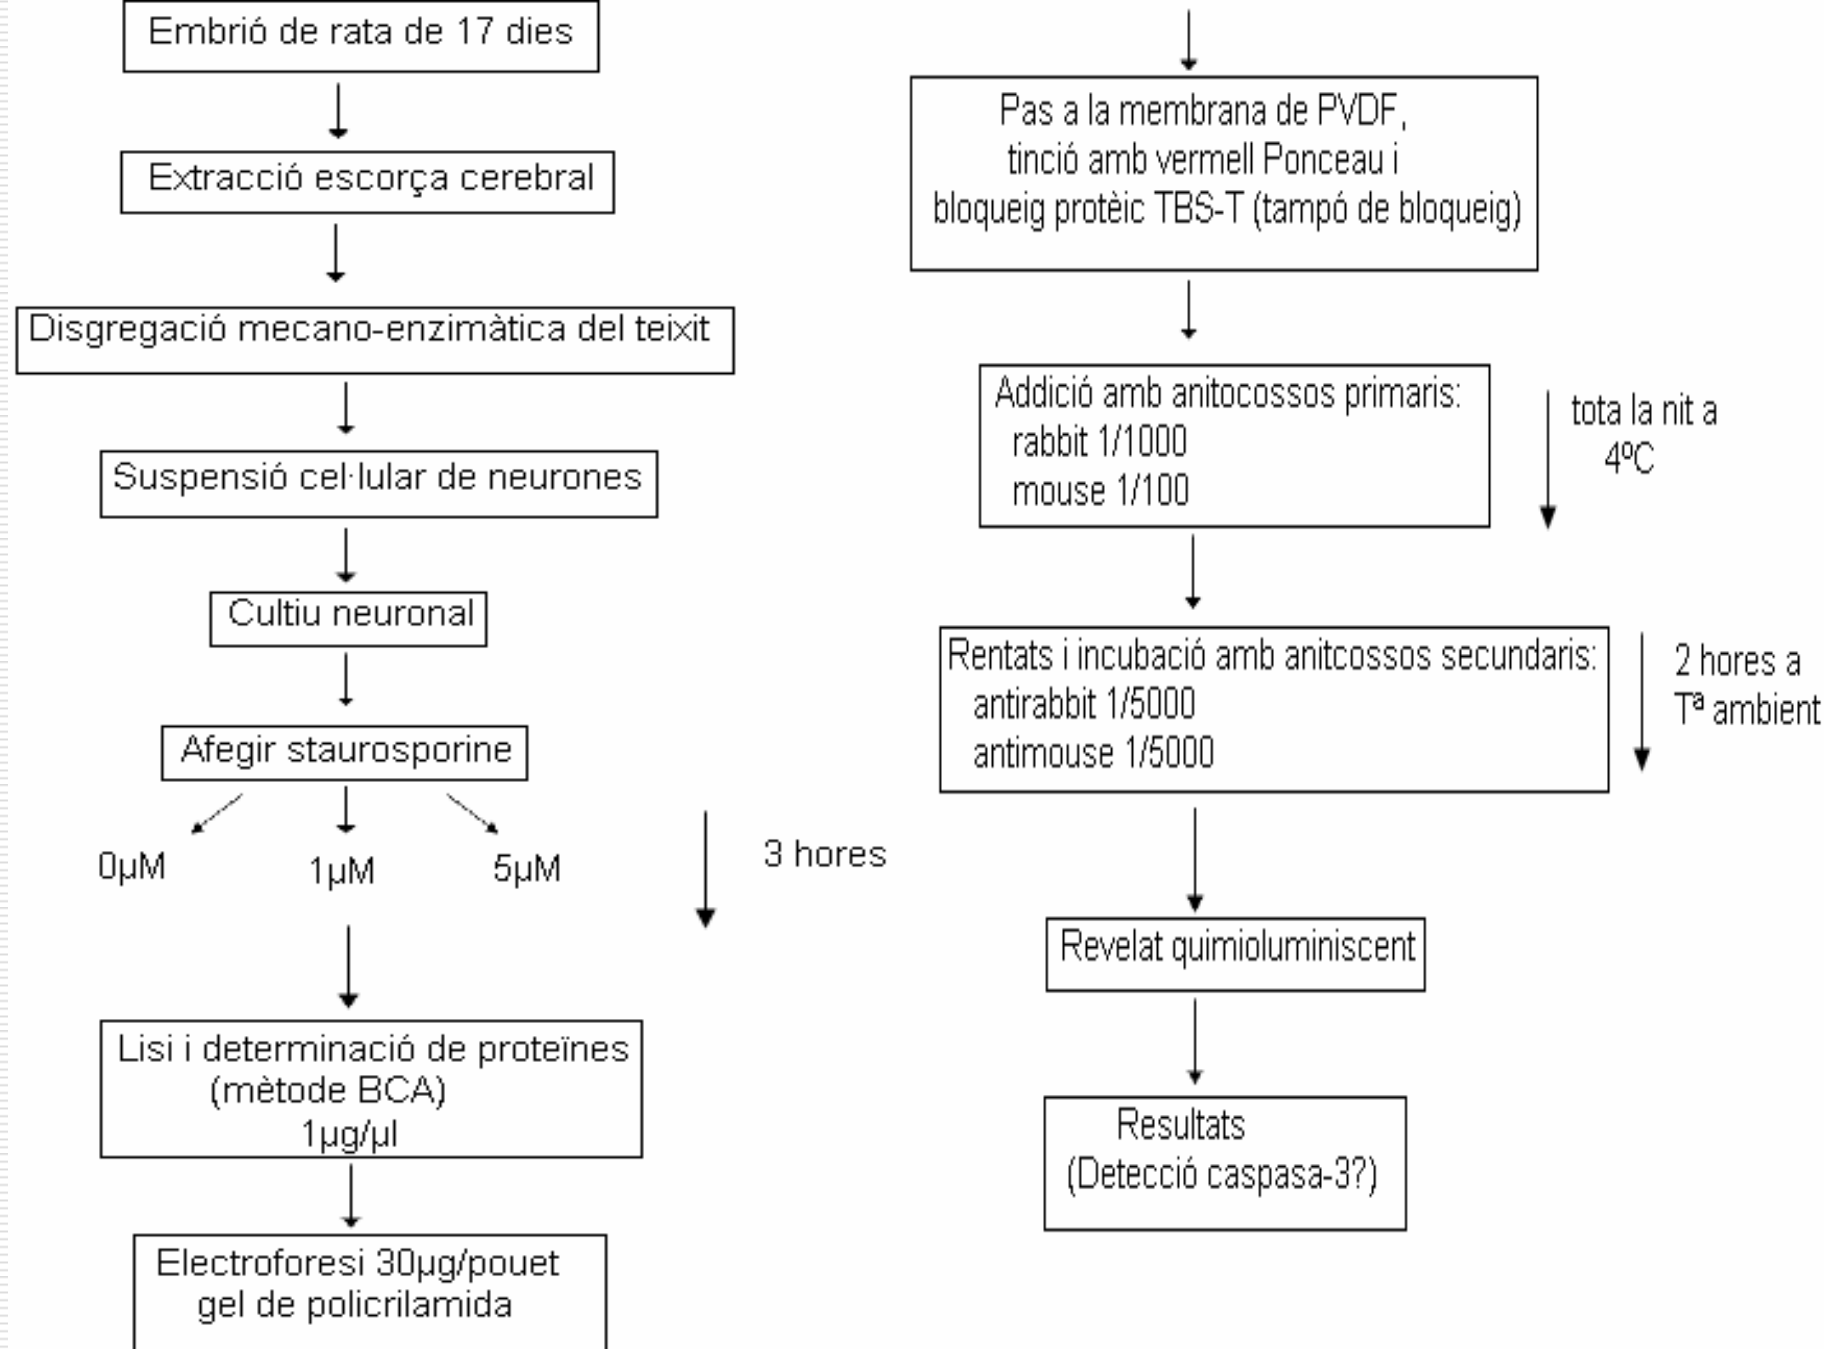 Embrió de rata de 17 dies
Extracció escorça cerebral
Disgregació mecano-enzimàtica del teixit
Suspensió cel·lular de neurones
Cultiu neuronal
Afegir staurosporine
0µM
1µM
5µM
3 hores
Lisi i determinació de proteïnes
(mètode BCA)
1µg/µl
Electroforesi 30µg/pouet
gel de policrilamida
Pas a la membrana de PVDF,
tinció amb vermell Ponceau i
bloqueig protèic TBS-T (tampó de bloqueig)
Addició amb anitocossos primaris:
rabbit 1/1000
mouse 1/100
tota la nit a
4ºC
Rentats i incubació amb anitcossos secundaris:
antirabbit 1/5000
antimouse 1/5000
2 hores a
Tª ambient
Revelat quimioluminiscent
Resultats
(Detecció caspasa-3?)